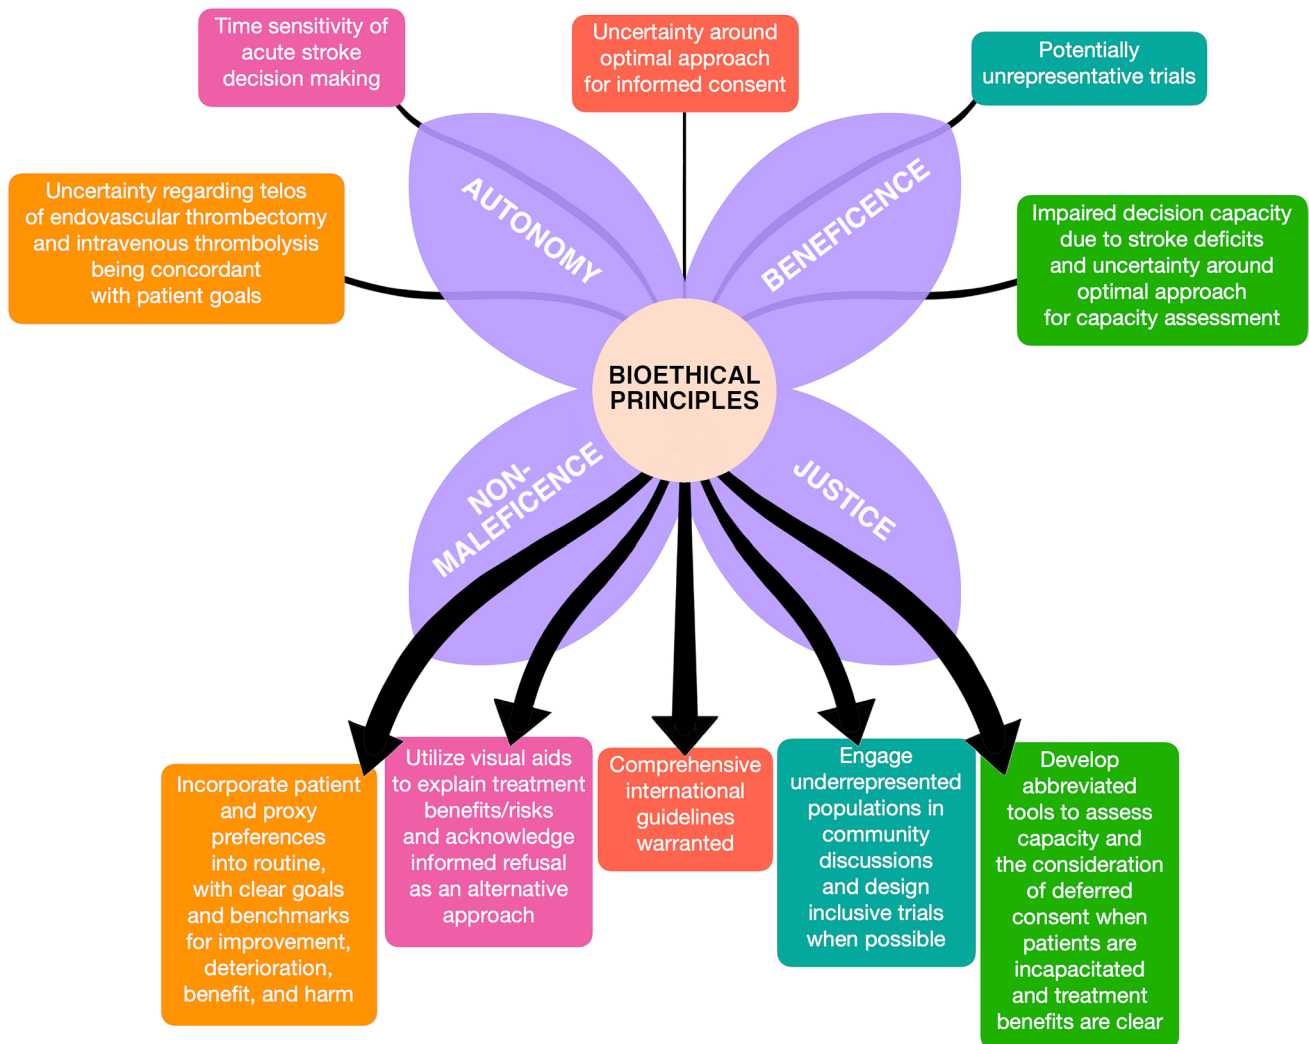 Time sensitivity of
acute stroke
decision making
Uncertainty around
optimal approach
for informed consent
Potentially
unrepresentative trials
Uncertainty regarding telos
of endovascular thrombectomy
and intravenous thrombolysis
being concordant
with patient goals
Impaired decision capacity
due to stroke deficits
and uncertainty around
optimal approach
for capacity assessment
AUTONOMY
BENEFICENCE
BIOETHICAL
PRINCIPLES
NON-
MALEFICENCE
JUSTICE
Incorporate patient
and proxy
preferences
into routine,
with clear goals
and benchmarks
for improvement,
deterioration,
benefit, and harm
Utilize visual aids
to explain treatment
benefits/risks
and acknowledge
informed refusal
as an alternative
approach
Comprehensive
international
guidelines
warranted
Engage
underrepresented
populations in
community
discussions
and design
inclusive trials
when possible
Develop
abbreviated
tools to assess
capacity and
the consideration
of deferred
consent when
patients are
incapacitated
and treatment
benefits are clear